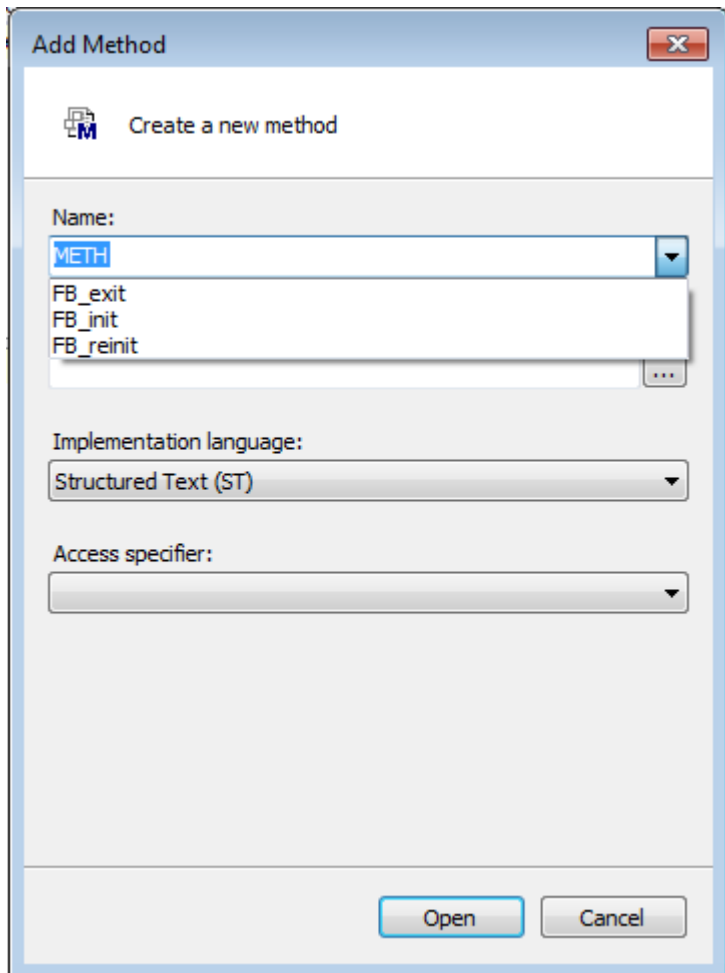 Add Method
Create a new method
Name:
METH
FB_exit
FB_init
FB_reinit
...
Implementation language:
Structured Text (ST)
Access specifier:
Open
Cancel